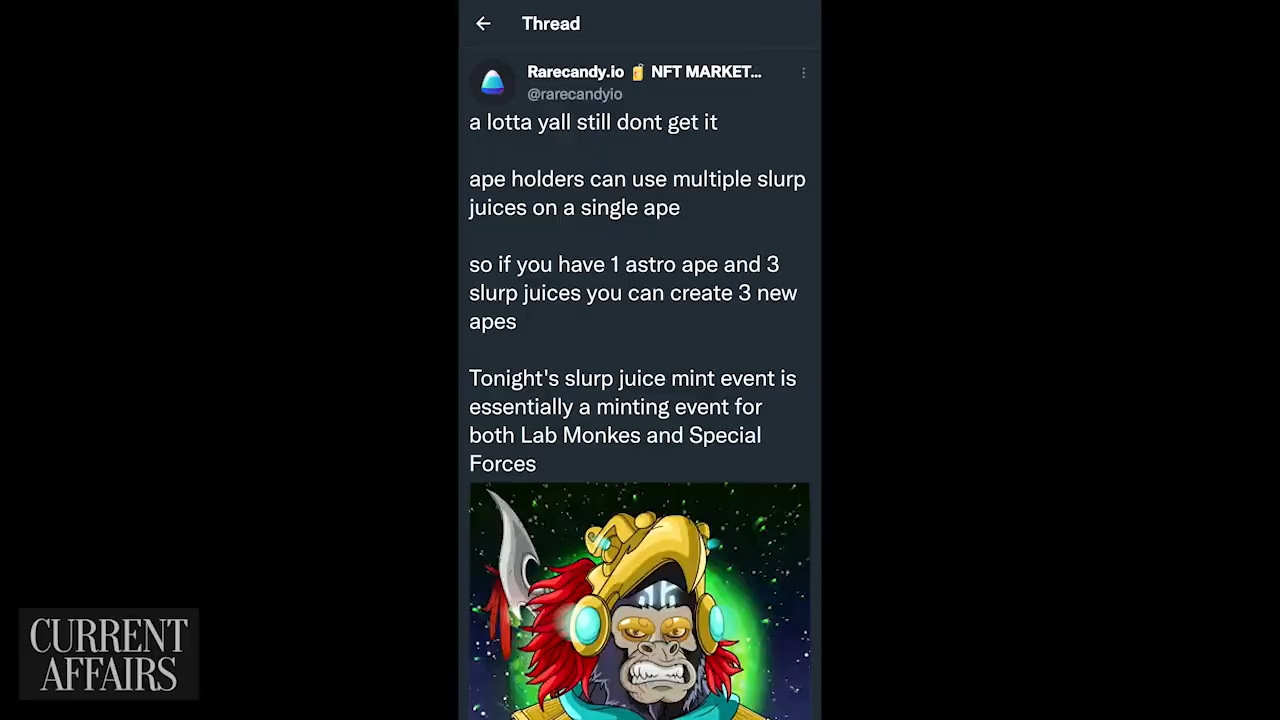 Thread
Rarecandy.io 🧃 NFT MARKET...
@rarecandyio
a lotta yall still dont get it
ape holders can use multiple slurp
juices on a single ape
so if you have 1 astro ape and 3
slurp juices you can create 3 new
apes
Tonight's slurp juice mint event is
essentially a minting event for
both Lab Monkes and Special
Forces
CURRENT
AFFAIRS